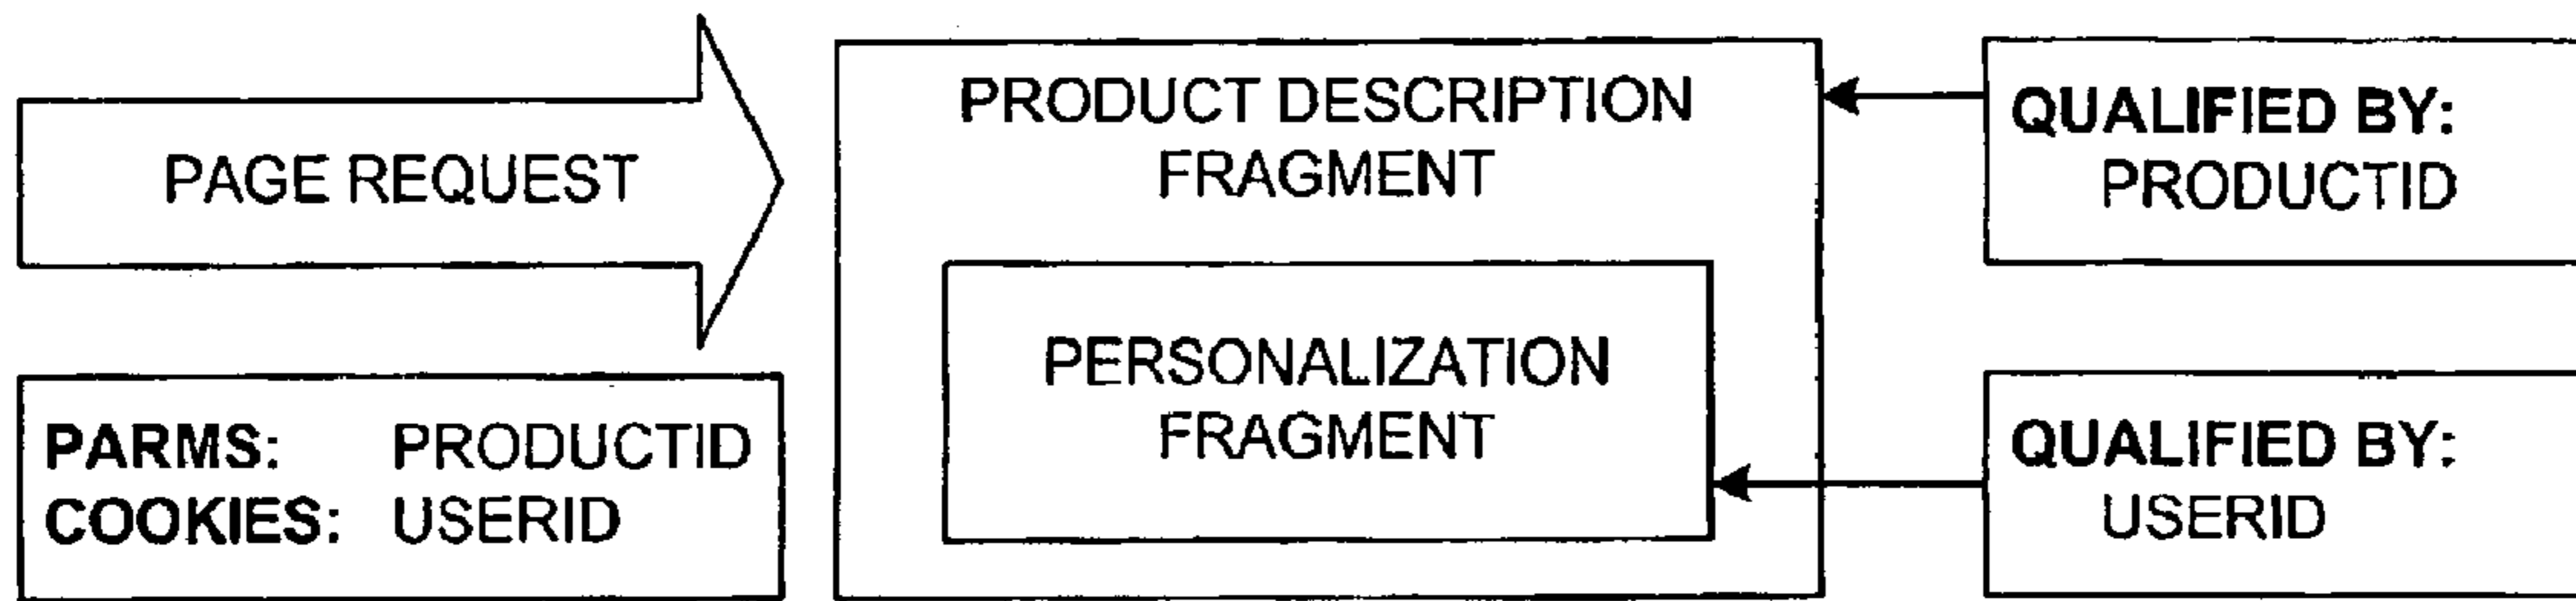 PAGE REQUEST
PARMS: PRODUCTID
COOKIES: USERID
PRODUCT DESCRIPTION
FRAGMENT
PERSONALIZATION
FRAGMENT
QUALIFIED BY:
PRODUCTID
QUALIFIED BY:
USERID